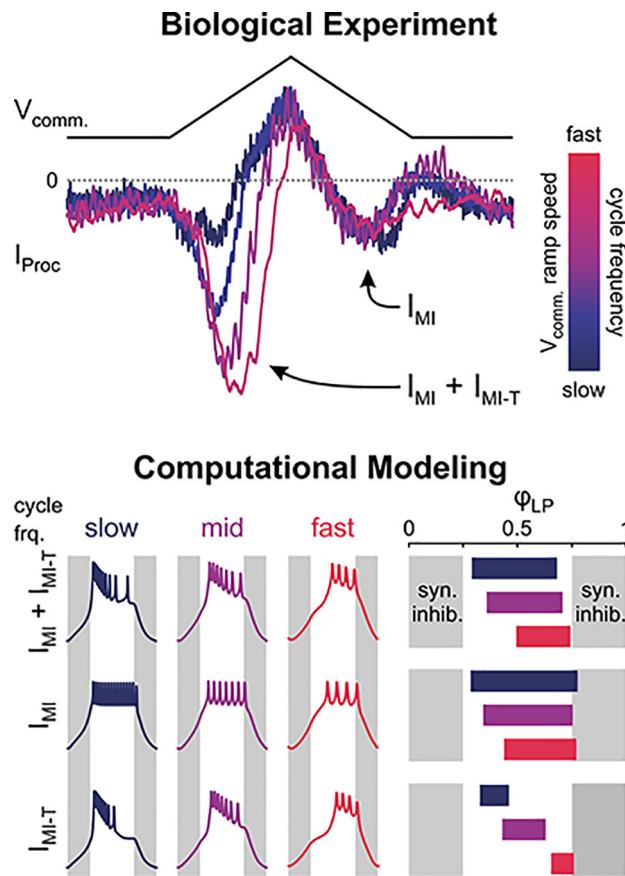 Biological Experiment
V_comm.
fast
0
V_comm. ramp speed
cycle frequency
I_Proc
I_MI
I_MI + I_MI-T
slow
Computational Modeling
cycle
frq.
slow
mid
fast
φ_LP
0
0.5
1
I_MI + I_MI-T
syn.
inhib.
syn.
inhib.
I_MI
I_MI-T